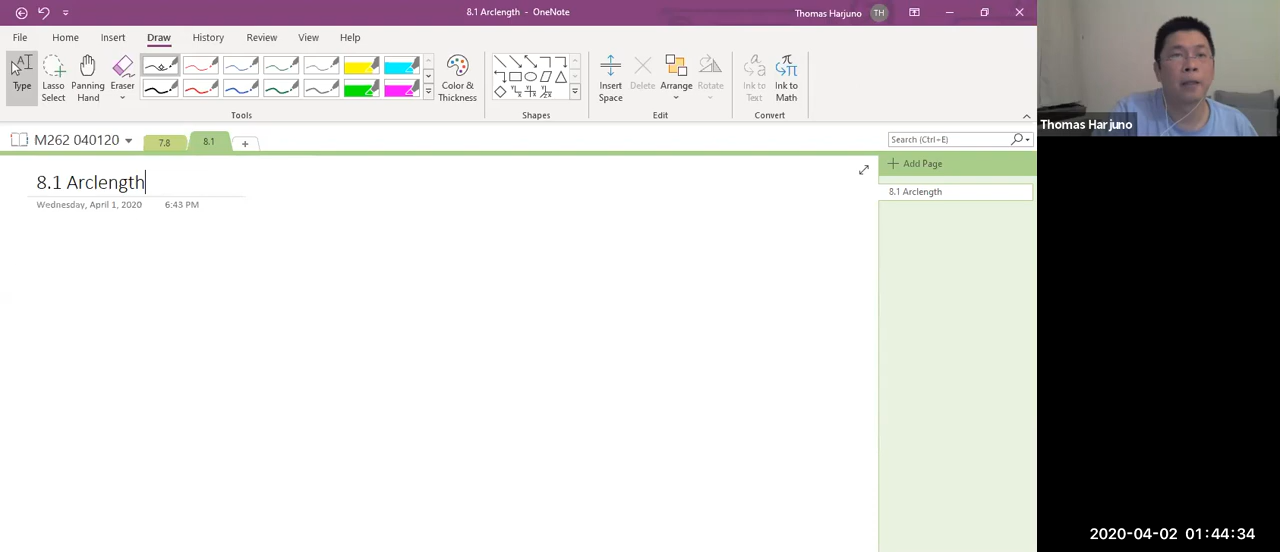 8.1 Arclength - OneNote
Thomas Harjuno
TH
File
Home
Insert
Draw
History
Review
View
Help
Type
Lasso Select
Panning Hand
Eraser
Color & Thickness
Insert Space
Delete
Arrange
Rotate
Ink to Text
Ink to Math
Tools
Shapes
Edit
Convert
M262 040120
7.8
8.1
Search (Ctrl+E)
Add Page
8.1 Arclength
8.1 Arclength
Wednesday, April 1, 2020 6:43 PM
Thomas Harjuno
2020-04-02 01:44:34